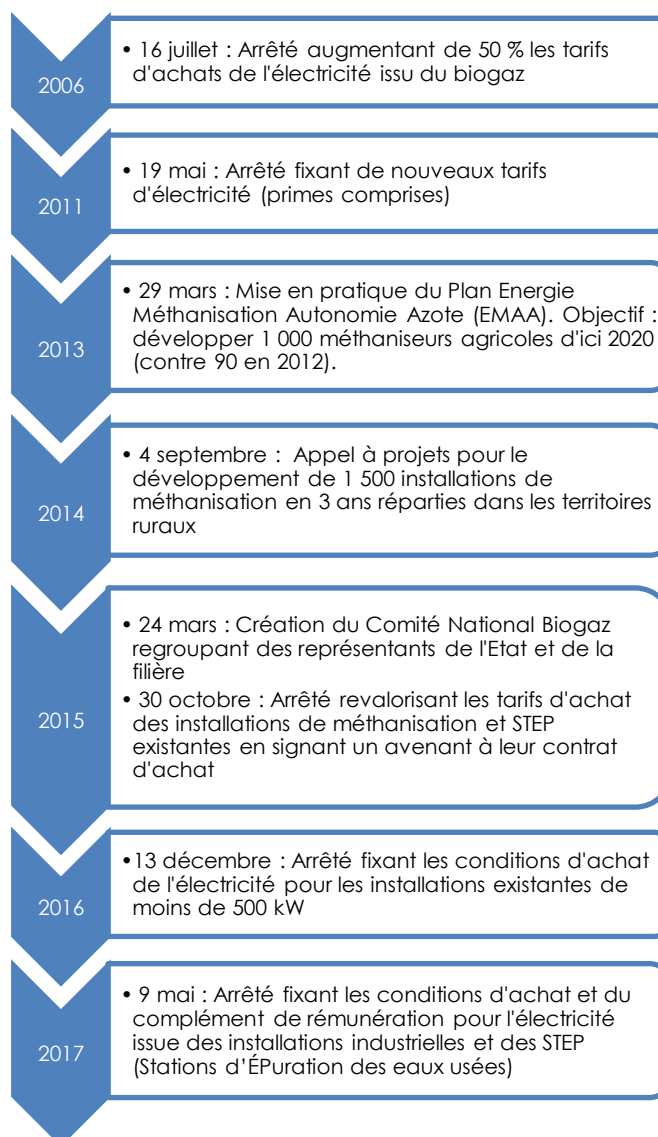 2006
• 16 juillet : Arrêté augmentant de 50 % les tarifs
d'achats de l'électricité issu du biogaz
2011
• 19 mai : Arrêté fixant de nouveaux tarifs
d'électricité (primes comprises)
2013
• 29 mars : Mise en pratique du Plan Energie
Méthanisation Autonomie Azote (EMAA). Objectif :
développer 1 000 méthaniseurs agricoles d'ici 2020
(contre 90 en 2012).
2014
• 4 septembre : Appel à projets pour le
développement de 1 500 installations de
méthanisation en 3 ans réparties dans les territoires
ruraux
2015
• 24 mars : Création du Comité National Biogaz
regroupant des représentants de l'Etat et de la
filière
• 30 octobre : Arrêté revalorisant les tarifs d'achat
des installations de méthanisation et STEP
existantes en signant un avenant à leur contrat
d'achat
2016
•13 décembre : Arrêté fixant les conditions d'achat
de l'électricité pour les installations existantes de
moins de 500 kW
2017
• 9 mai : Arrêté fixant les conditions d'achat et du
complément de rémunération pour l'électricité
issue des installations industrielles et des STEP
(Stations d'ÉPuration des eaux usées)